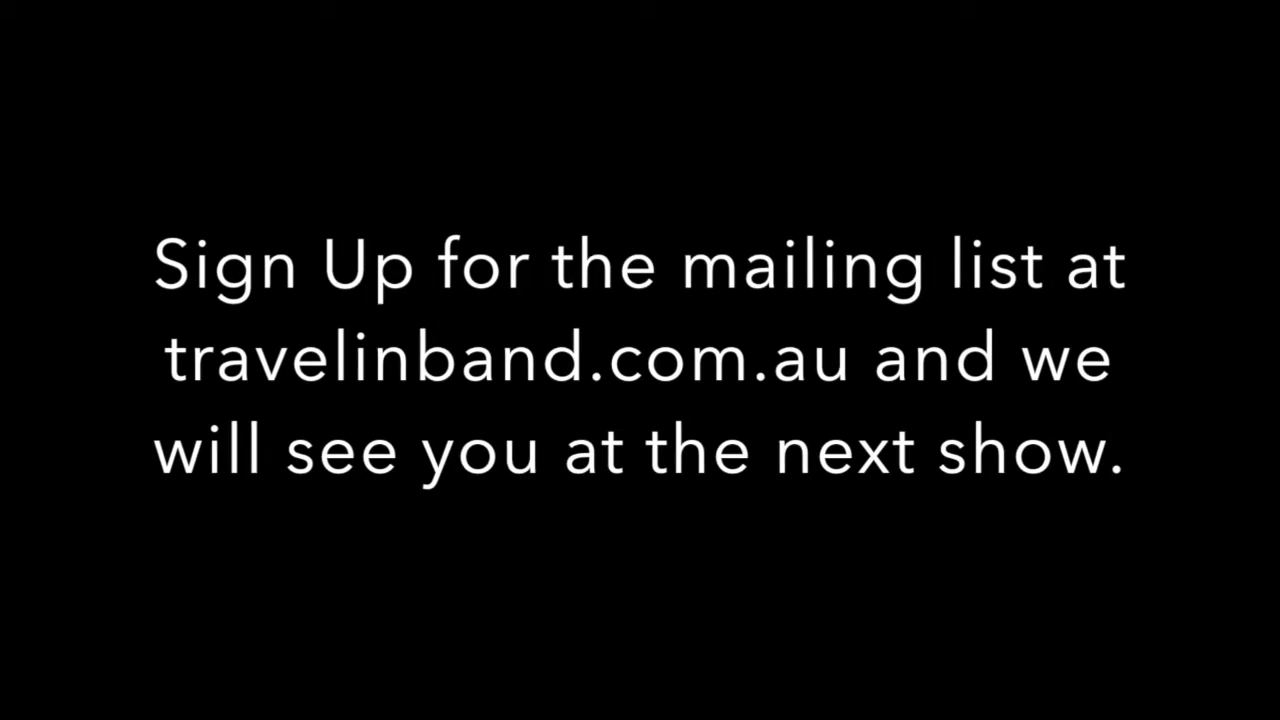 Sign Up for the mailing list at
travelinband.com.au and we
will see you at the next show.